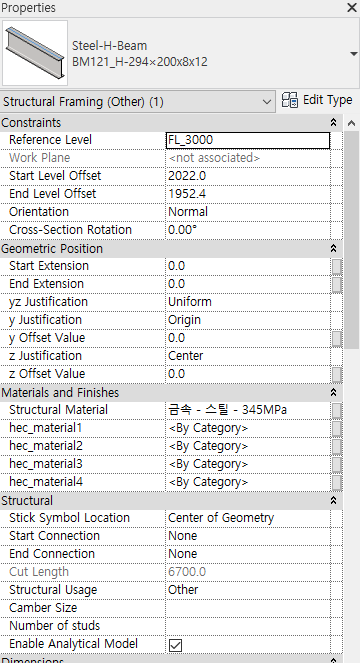 Properties
Steel-H-Beam
BM121_H-294×200x8x12
Structural Framing (Other) (1)
Edit Type
Constraints
Reference Level FL_3000
Work Plane <not associated>
Start Level Offset 2022.0
End Level Offset 1952.4
Orientation Normal
Cross-Section Rotation 0.00°
Geometric Position
Start Extension 0.0
End Extension 0.0
yz Justification Uniform
y Justification Origin
y Offset Value 0.0
z Justification Center
z Offset Value 0.0
Materials and Finishes
Structural Material 금속 - 스틸 - 345MPa
hec_material1 <By Category>
hec_material2 <By Category>
hec_material3 <By Category>
hec_material4 <By Category>
Structural
Stick Symbol Location Center of Geometry
Start Connection None
End Connection None
Cut Length 6700.0
Structural Usage Other
Camber Size
Number of studs
Enable Analytical Model
Dimensions